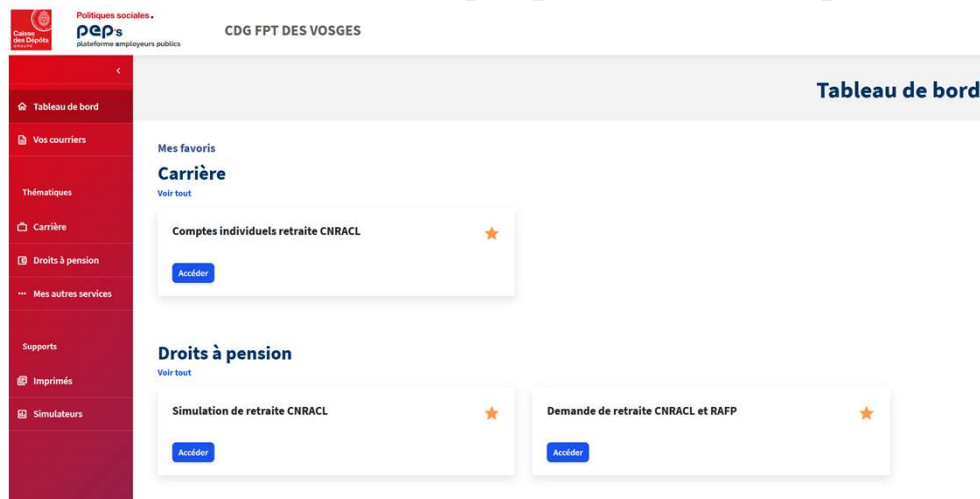 Politiques sociales.
Caisse
des Dépôts
GROUPE
pep's
plateforme employeurs publics
CDG FPT DES VOSGES
Tableau de bord
Tableau de bord
Vos courriers
Thématiques
Carrière
Droits à pension
Mes autres services
Supports
Imprimés
Simulateurs
Mes favoris
Carrière
Voir tout
Comptes individuels retraite CNRACL
Accéder
Droits à pension
Voir tout
Simulation de retraite CNRACL
Accéder
Demande de retraite CNRACL et RAFP
Accéder